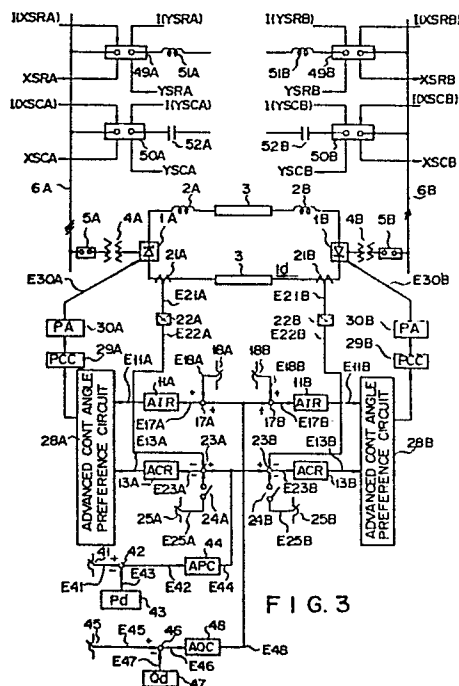 I(XSRA) I(YSRA) I(YSRB) I(XSRB)
49A 51A 51B 49B
XSRA YSRA YSRB XSRB
I(XSCA) I(YSCA) I(YSCB) I(XSCB)
52A 52B
XSCA 50A 50B XSCB
YSCA YSCB
6A 2A 3 2B 6B
5A 4A 1A 1B 4B 5B
21A 3 1d 21B
E30A E21A E21B E30B
PA 30A 22A 22B PA 30B
E22A E22B
PCC 29A E18A 18A 18B E18B PCC 29B
28A E11A 11A 11B E11B 28B
AIR AIR
E17A 17A 17B E17B
ADVANCED CONT ANGLE PREFERENCE CIRCUIT
E13A 23A 23B E13B
ACR ACR
13A E23A E23B 13B
24A 24B
25A E25A E25B 25B
ADVANCED CONT ANGLE PREFERENCE CIRCUIT
41 42 44
APC
E41 E43 E42 E44
Pd 43
FIG. 3
45 E45 46 48
AQC
E47 E46 E48
Qd 47